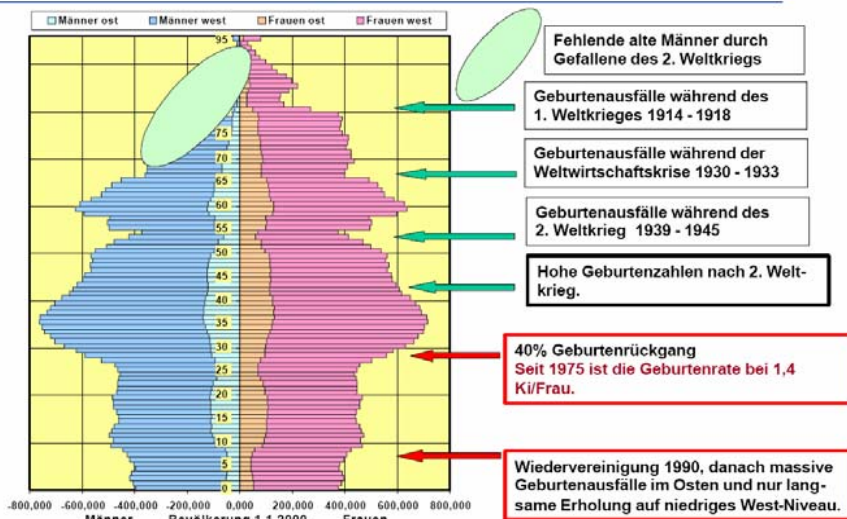 Männer ost Männer west Frauen ost Frauen west
Fehlende alte Männer durch
Gefallene des 2. Weltkriegs
Geburtenausfälle während des
1. Weltkrieges 1914 - 1918
Geburtenausfälle während der
Weltwirtschaftskrise 1930 - 1933
Geburtenausfälle während des
2. Weltkrieg 1939 - 1945
Hohe Geburtenzahlen nach 2. Welt-
krieg.
40% Geburtenrückgang
Seit 1975 ist die Geburtenrate bei 1,4
Ki/Frau.
Wiedervereinigung 1990, danach massive
Geburtenausfälle im Osten und nur lang-
same Erholung auf niedriges West-Niveau.
95
75
70
65
60
55
50
45
40
35
30
25
20
15
10
5
0
-800,000 -600,000 -400,000 -200,000 0,000 200,000 400,000 600,000 800,000
Männer Bevölkerung 1.1.2000 Frauen